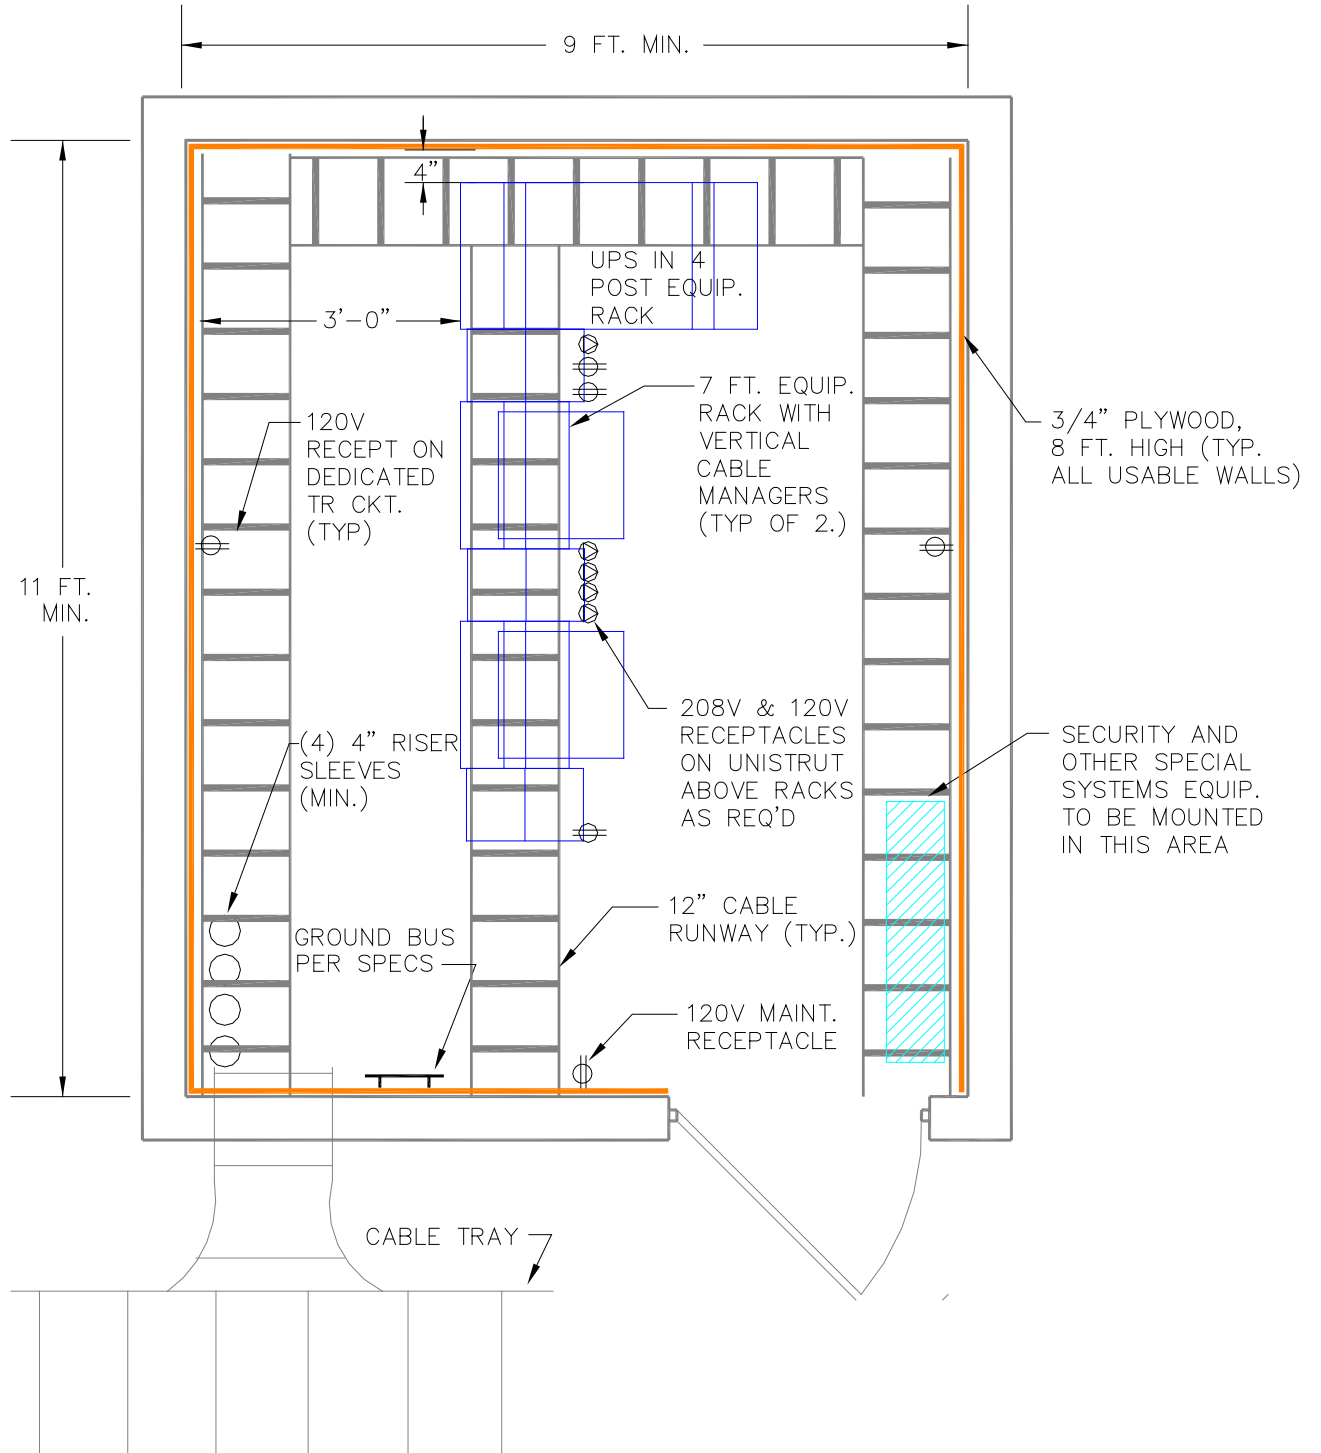 9 FT. MIN.
4”
UPS IN 4
POST EQUIP.
RACK
3’–0”
7 FT. EQUIP.
RACK WITH
VERTICAL
CABLE
MANAGERS
(TYP OF 2.)
3/4” PLYWOOD,
8 FT. HIGH (TYP.
ALL USABLE WALLS)
120V
RECEPT ON
DEDICATED
TR CKT.
(TYP)
11 FT.
MIN.
208V & 120V
RECEPTACLES
ON UNISTRUT
ABOVE RACKS
AS REQ’D
(4) 4” RISER
SLEEVES
(MIN.)
SECURITY AND
OTHER SPECIAL
SYSTEMS EQUIP.
TO BE MOUNTED
IN THIS AREA
12” CABLE
RUNWAY (TYP.)
GROUND BUS
PER SPECS
120V MAINT.
RECEPTACLE
CABLE TRAY